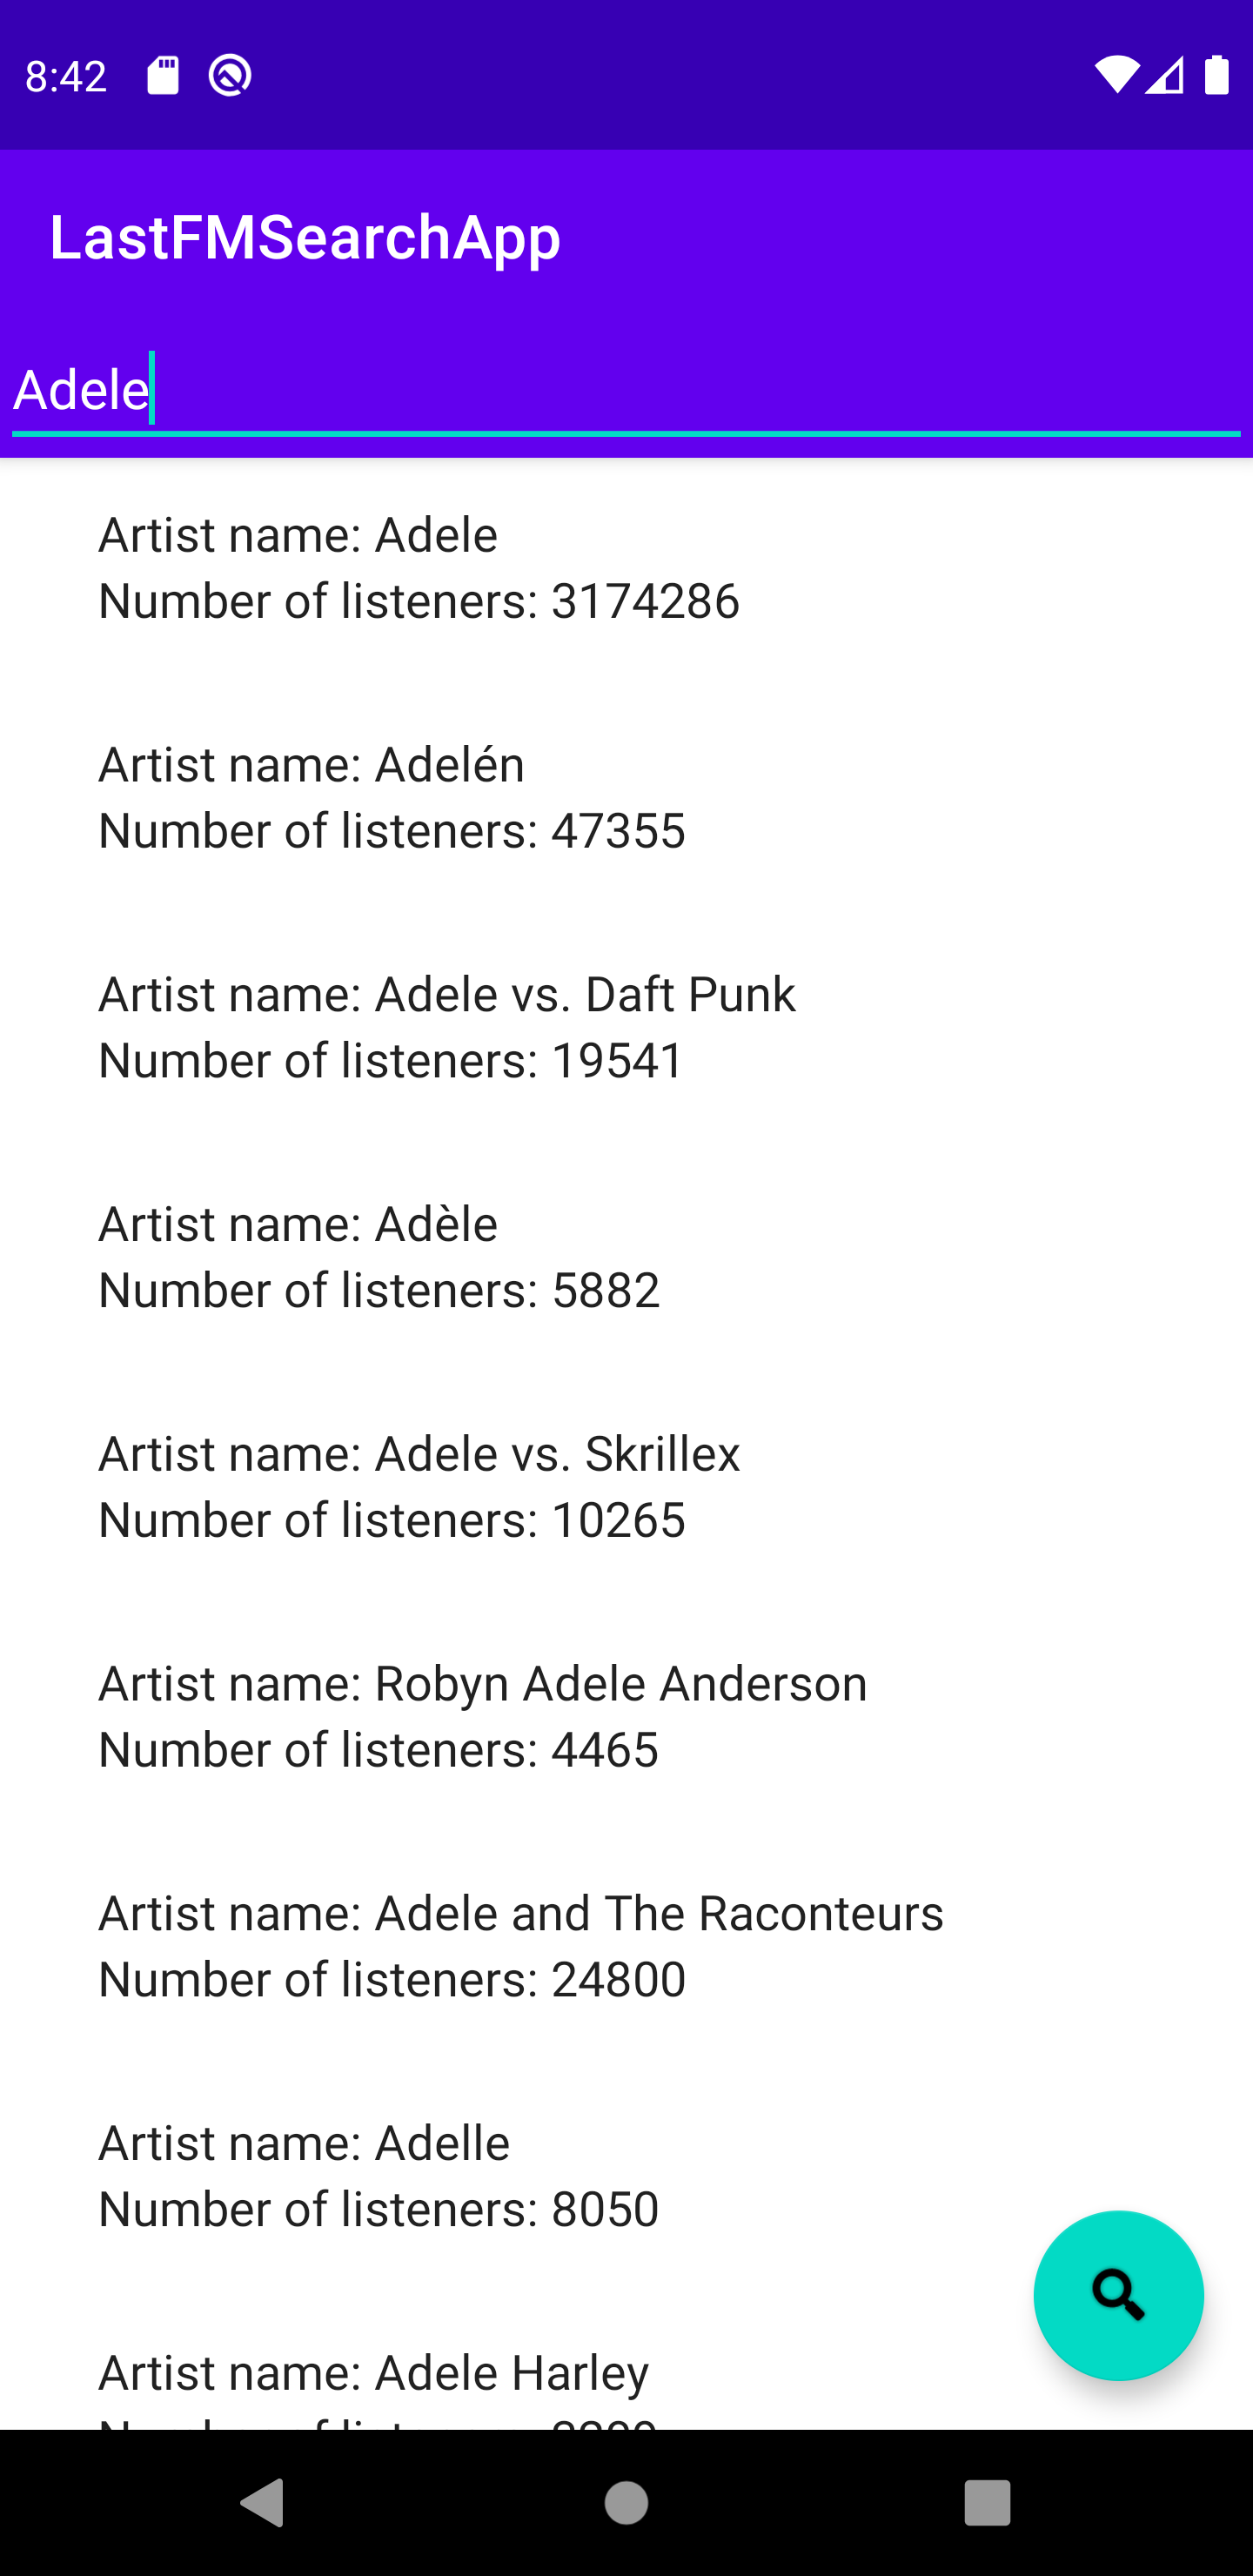 8:42
LastFMSearchApp
Adele
Artist name: Adele
Number of listeners: 3174286
Artist name: Adelén
Number of listeners: 47355
Artist name: Adele vs. Daft Punk
Number of listeners: 19541
Artist name: Adèle
Number of listeners: 5882
Artist name: Adele vs. Skrillex
Number of listeners: 10265
Artist name: Robyn Adele Anderson
Number of listeners: 4465
Artist name: Adele and The Raconteurs
Number of listeners: 24800
Artist name: Adelle
Number of listeners: 8050
Artist name: Adele Harley
Number of listeners: